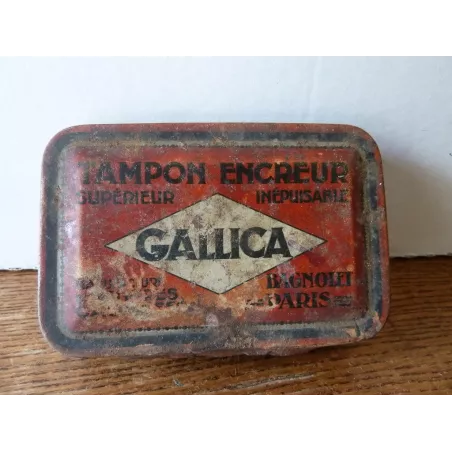 TAMPON ENCREUR
SUPÉRIEUR INÉPUISABLE
GALLICA
BAGNOLET
PARIS